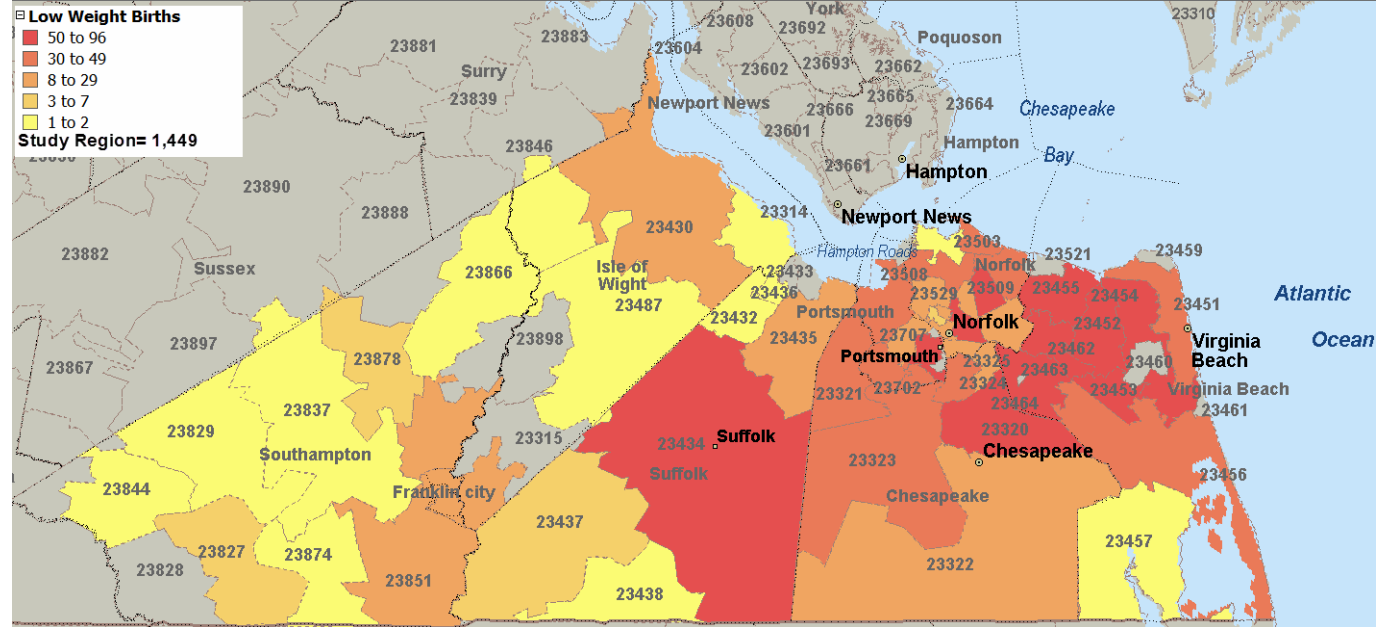 Low Weight Births
50 to 96
30 to 49
8 to 29
3 to 7
1 to 2
Study Region= 1,449
York
23310
23608
23692
23883
Poquoson
23881
23604
23602
23693
23662
Surry
23839
Newport News
23665
23664
23666
23669
Chesapeake
23601
Hampton
23846
Bay
23661
Hampton
23890
23888
23314
Newport News
23430
23882
Hampton Roads
23503
23521
23459
Sussex
23866
Isle of
Wight
23433
23508
Norfolk
23436
23529
23509
23455
23454
Atlantic
23487
23451
23432
Portsmouth
Norfolk
23452
23897
23898
23435
23707
Ocean
Virginia
Beach
23867
23878
Portsmouth
23325
23462
23460
23463
23324
23321
23702
23453
Virginia Beach
23464
23461
23837
23829
23315
23434
Suffolk
23320
Southampton
Chesapeake
23323
Suffolk
23456
23844
Franklin city
Chesapeake
23437
23457
23827
23874
23828
23851
23322
23438